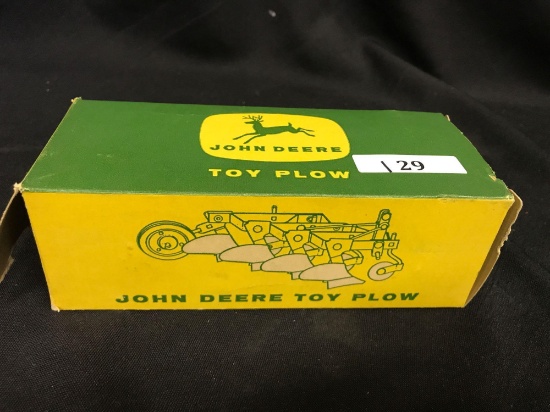 JOHN DEERE
TOY PLOW
129
JOHN DEERE TOY PLOW